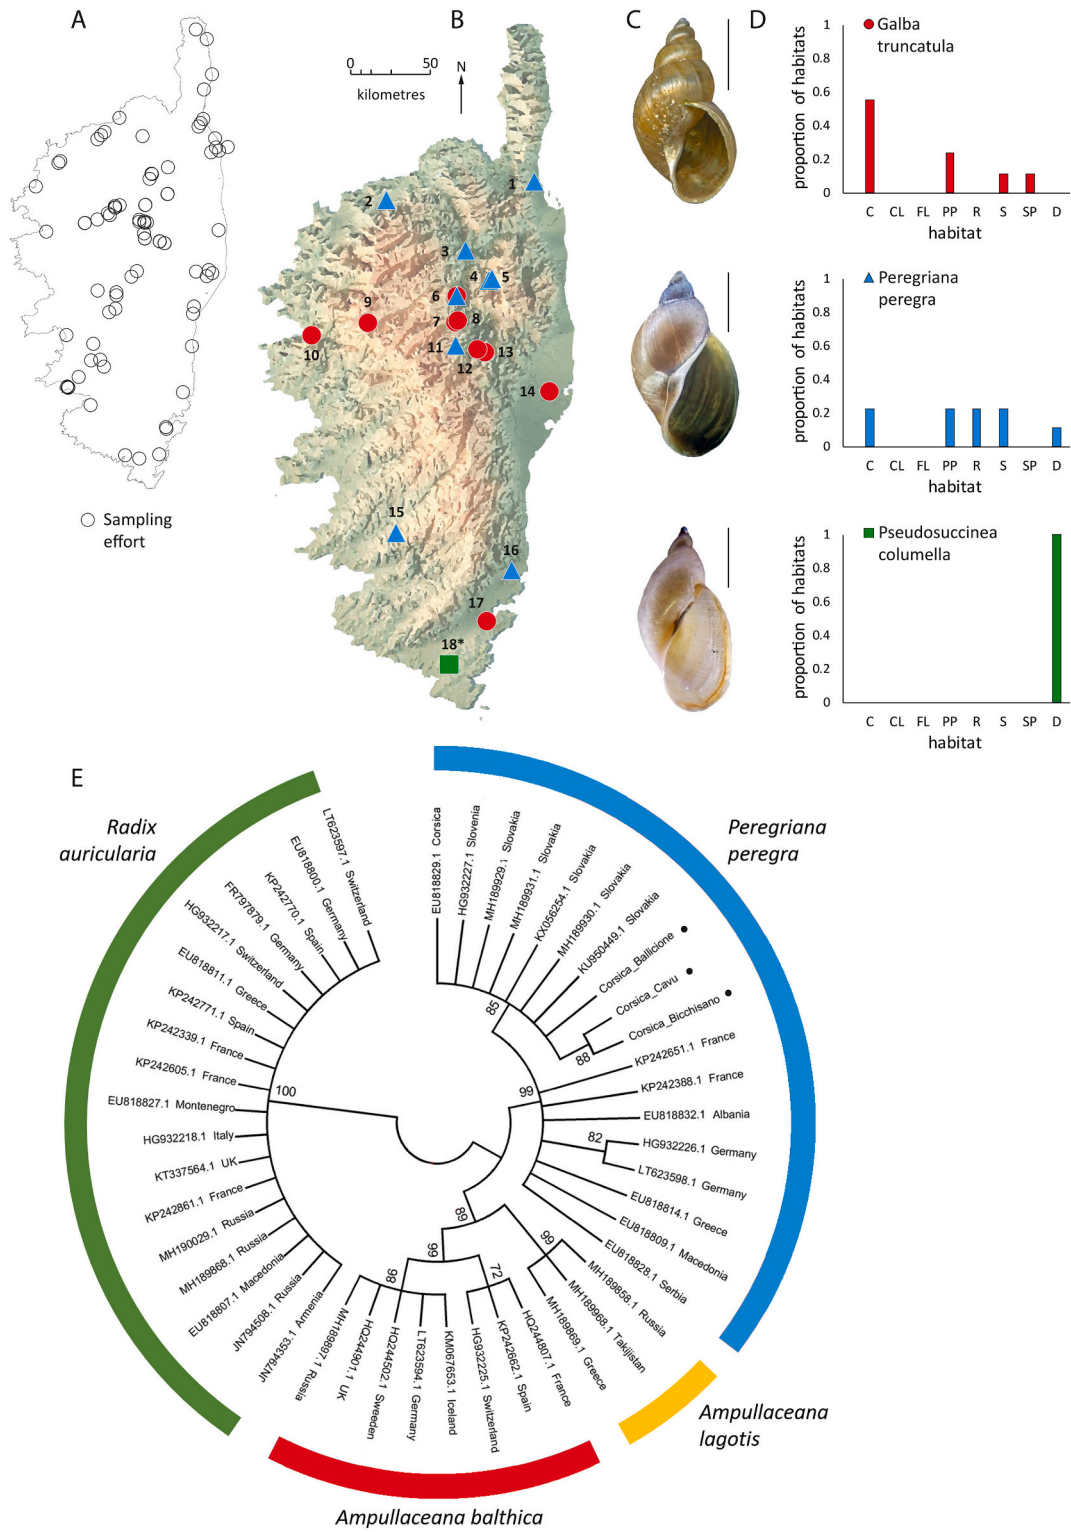 A
Sampling
effort
B
0
50
kilometres
N
1
2
3
4
5
6
7
8
9
10
11
12
13
14
15
16
17
18*
C
D
Galba
truncatula
proportion of habitats
1
0.8
0.6
0.4
0.2
0
C CL FL PP R S SP D
habitat
Peregriana
peregra
proportion of habitats
1
0.8
0.6
0.4
0.2
0
C CL FL PP R S SP D
habitat
Pseudosuccinea
columella
proportion of habitats
1
0.8
0.6
0.4
0.2
0
C CL FL PP R S SP D
habitat
E
Radix
auricularia
Peregriana
peregra
Ampullaceana
lagotis
Ampullaceana balthica
EU818829.1 Corsica
HG932227.1 Slovenia
MH189929.1 Slovakia
MH189931.1 Slovakia
KX056254.1 Slovakia
MH189930.1 Slovakia
KU950449.1 Slovakia
Corsica_Ballicione
Corsica_Cavu
Corsica_Bicchisano
KP242651.1 France
KP242388.1 France
EU818832.1 Albania
HG932226.1 Germany
LT623598.1 Germany
EU818814.1 Greece
EU818809.1 Macedonia
EU818828.1 Serbia
MH189858.1 Russia
MH189968.1 Takijistan
MH189869.1 Greece
HQ244807.1 France
KP242662.1 Spain
HG932225.1 Switzerland
KM067653.1 Iceland
LT623594.1 Germany
HQ244502.1 Sweeden
HQ244901.1 UK
MH189897.1 Russia
JN794353.1 Armenia
JN794508.1 Russia
EU818807.1 Macedonia
MH189868.1 Russia
MH190029.1 Russia
KP242861.1 France
KT337564.1 UK
HG932218.1 Italy
EU818827.1 Montenegro
KP242605.1 France
KP242339.1 France
KP242771.1 Spain
EU818811.1 Greece
HG932217.1 Switzerland
FR797879.1 Germany
KP242770.1 Spain
EU818800.1 Germany
LT623597.1 Switzerland
85
88
99
82
100
89
99
99
98
72